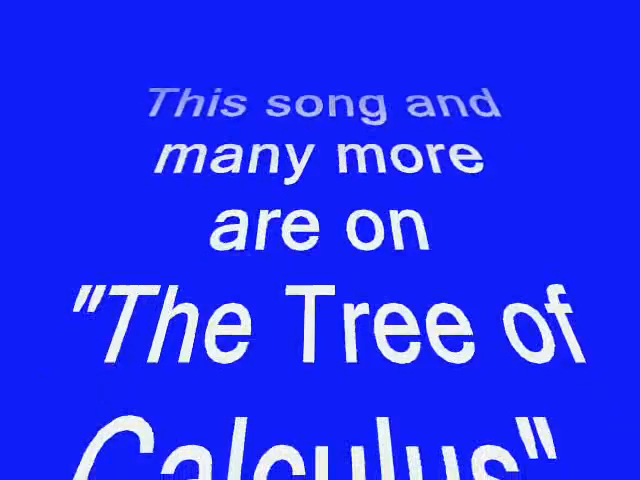 This song and
many more
are on
"The Tree of
Calculus"